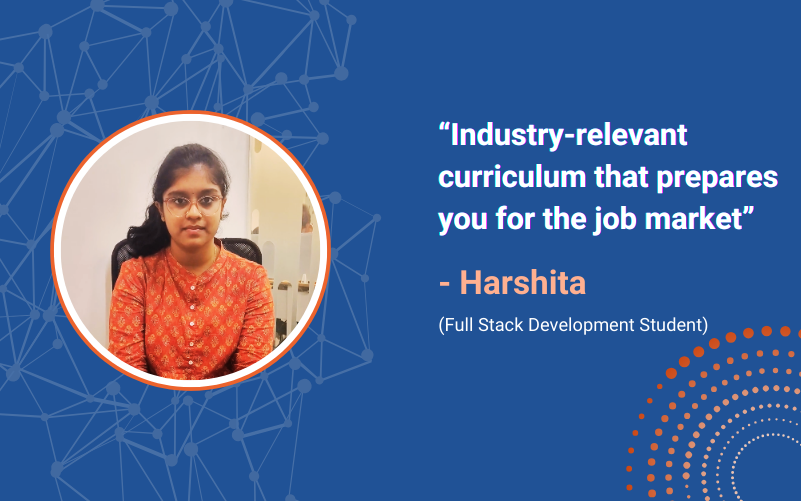 “Industry-relevant
curriculum that prepares
you for the job market”
- Harshita
(Full Stack Development Student)